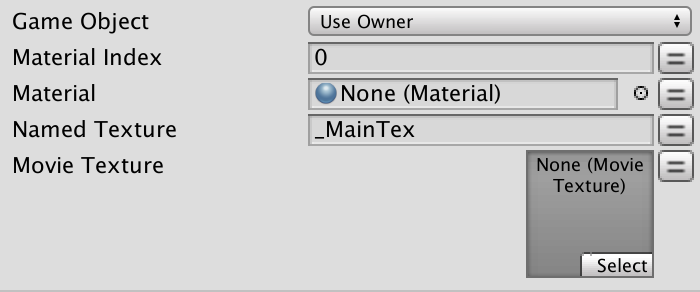 Game Object Use Owner
Material Index 0
Material None (Material)
Named Texture _MainTex
Movie Texture None (Movie
Texture)
Select